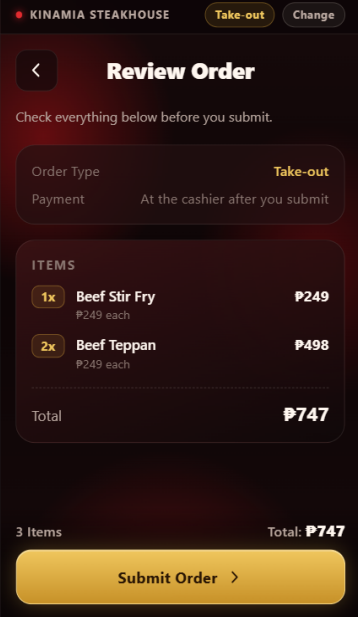 KINAMIA STEAKHOUSE Take-out Change
Review Order
Check everything below before you submit.
Order Type Take-out
Payment At the cashier after you submit
ITEMS
1x Beef Stir Fry ₱249
₱249 each
2x Beef Teppan ₱498
₱249 each
Total ₱747
3 Items Total: ₱747
Submit Order